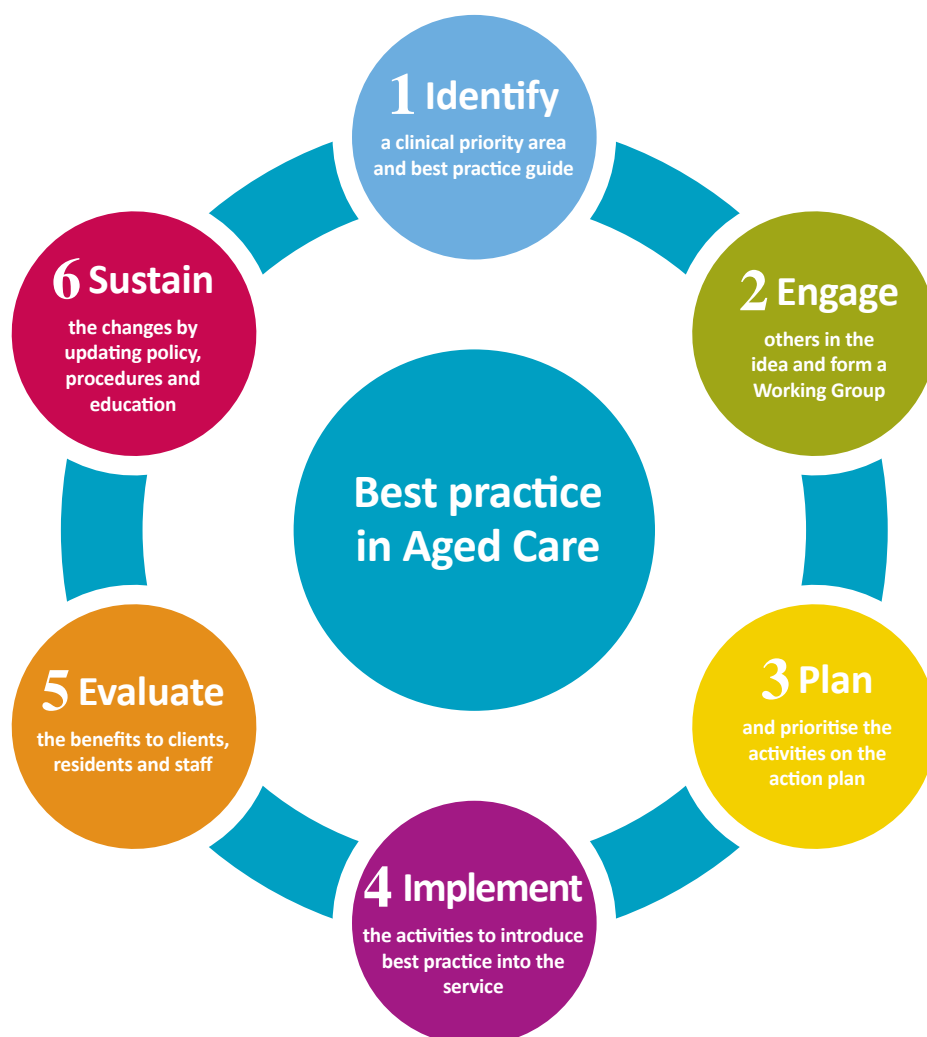 1 Identify
a clinical priority area
and best practice guide
2 Engage
others in the
idea and form a
Working Group
3 Plan
and prioritise the
activities on the
action plan
4 Implement
the activities to introduce
best practice into the
service
5 Evaluate
the benefits to clients,
residents and staff
6 Sustain
the changes by
updating policy,
procedures and
education
Best practice
in Aged Care